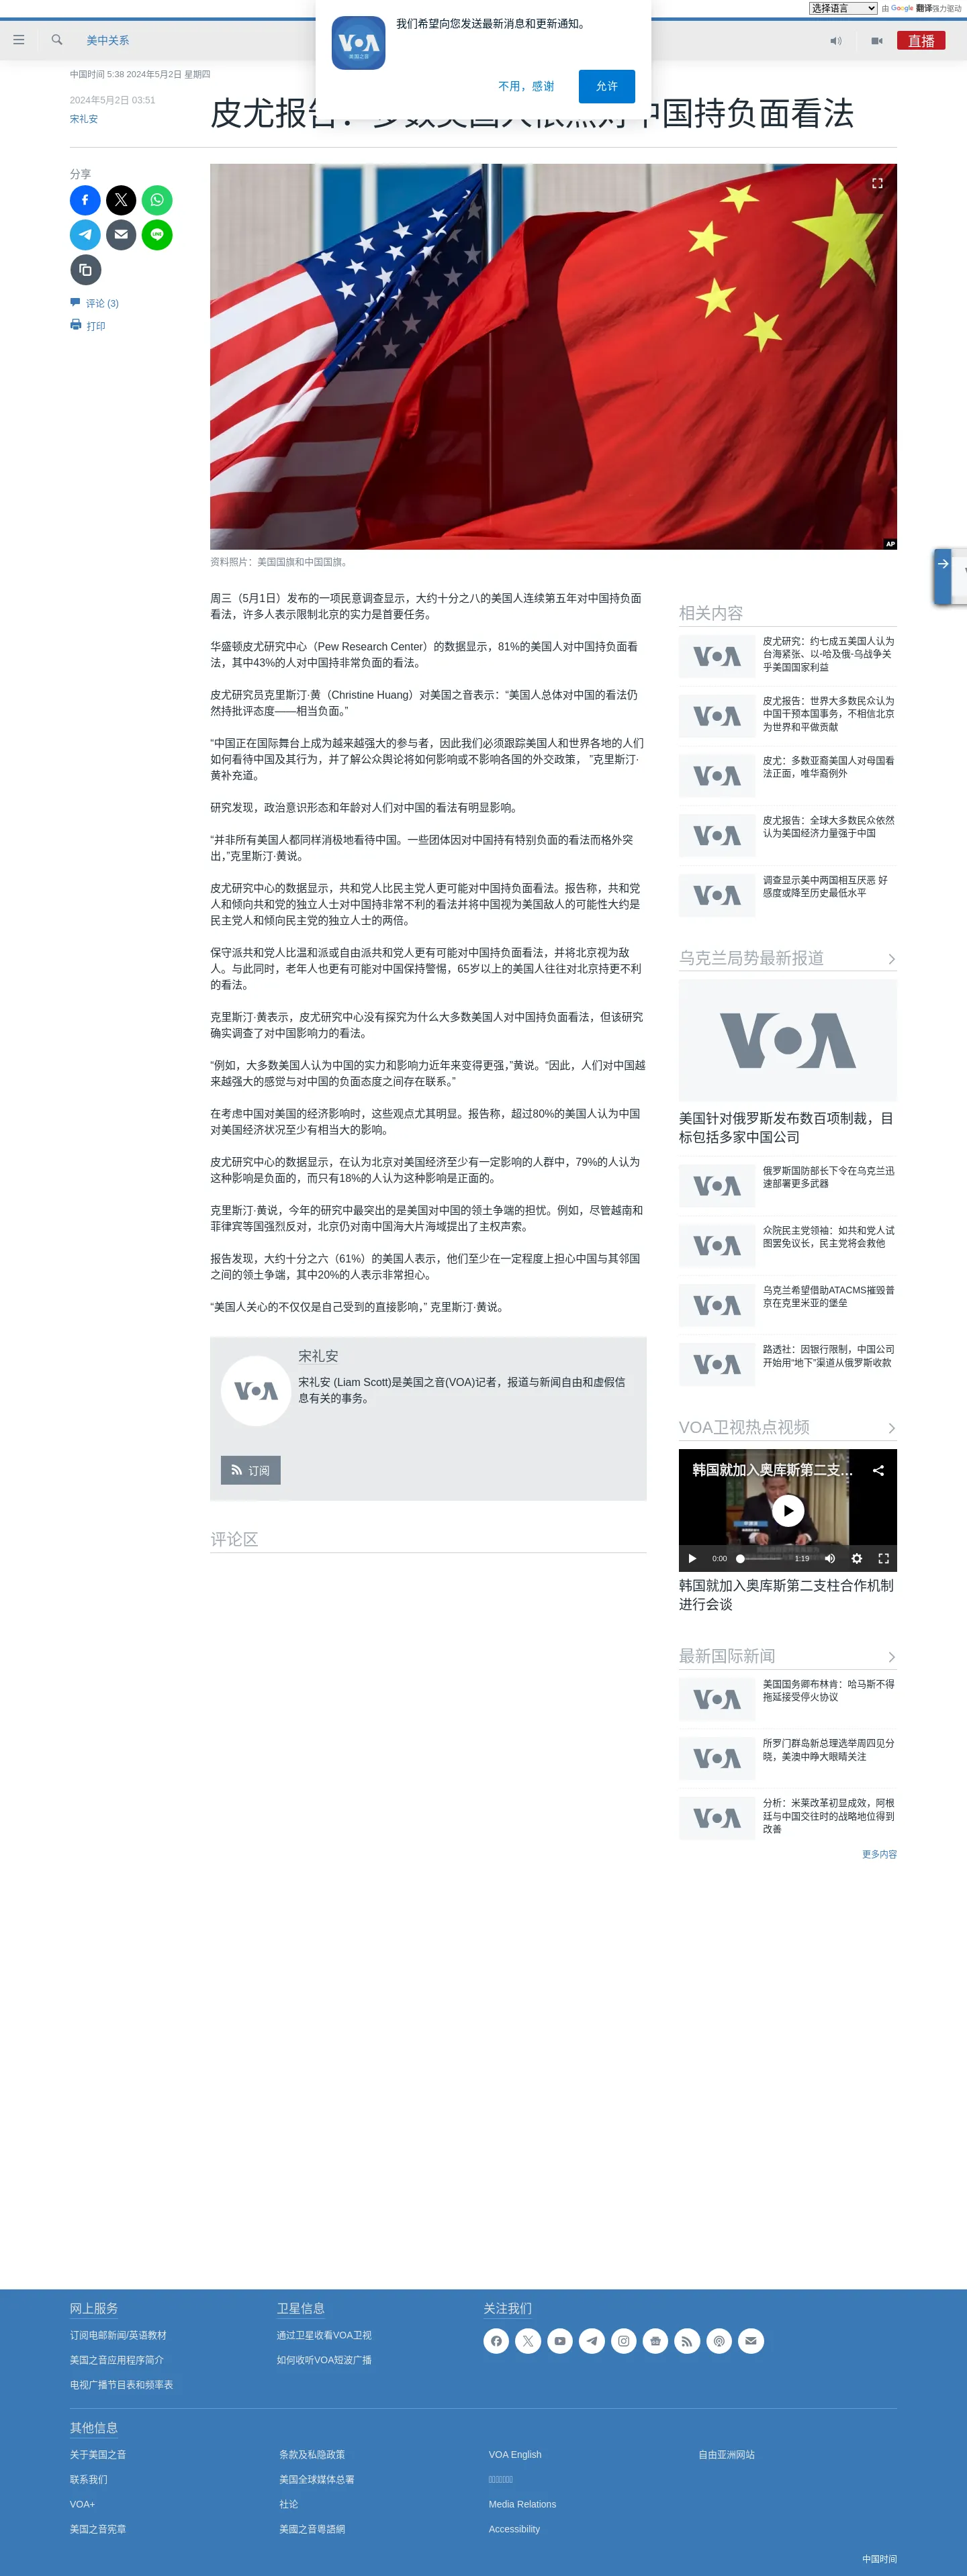 选择语言 由 Google 翻译强力驱动
我们希望向您发送最新消息和更新通知。
不用，感谢
允许
美国之音
美中关系
直播
中国时间 5:38 2024年5月2日 星期四
2024年5月2日 03:51
宋礼安
分享
评论 (3)
打印
AP
资料照片：美国国旗和中国国旗。
周三（5月1日）发布的一项民意调查显示，大约十分之八的美国人连续第五年对中国持负面
看法，许多人表示限制北京的实力是首要任务。
华盛顿皮尤研究中心（Pew Research Center）的数据显示，81%的美国人对中国持负面看
法，其中43%的人对中国持非常负面的看法。
皮尤研究员克里斯汀·黄（Christine Huang）对美国之音表示：“美国人总体对中国的看法仍
然持批评态度——相当负面。”
“中国正在国际舞台上成为越来越强大的参与者，因此我们必须跟踪美国人和世界各地的人们
如何看待中国及其行为，并了解公众舆论将如何影响或不影响各国的外交政策， ”克里斯汀·
黄补充道。
研究发现，政治意识形态和年龄对人们对中国的看法有明显影响。
“并非所有美国人都同样消极地看待中国。一些团体因对中国持有特别负面的看法而格外突
出，”克里斯汀·黄说。
皮尤研究中心的数据显示，共和党人比民主党人更可能对中国持负面看法。报告称，共和党
人和倾向共和党的独立人士对中国持非常不利的看法并将中国视为美国敌人的可能性大约是
民主党人和倾向民主党的独立人士的两倍。
保守派共和党人比温和派或自由派共和党人更有可能对中国持负面看法，并将北京视为敌
人。与此同时，老年人也更有可能对中国保持警惕，65岁以上的美国人往往对北京持更不利
的看法。
克里斯汀·黄表示，皮尤研究中心没有探究为什么大多数美国人对中国持负面看法，但该研究
确实调查了对中国影响力的看法。
“例如，大多数美国人认为中国的实力和影响力近年来变得更强，”黄说。“因此，人们对中国越
来越强大的感觉与对中国的负面态度之间存在联系。”
在考虑中国对美国的经济影响时，这些观点尤其明显。报告称，超过80%的美国人认为中国
对美国经济状况至少有相当大的影响。
皮尤研究中心的数据显示，在认为北京对美国经济至少有一定影响的人群中，79%的人认为
这种影响是负面的，而只有18%的人认为这种影响是正面的。
克里斯汀·黄说，今年的研究中最突出的是美国对中国的领土争端的担忧。例如，尽管越南和
菲律宾等国强烈反对，北京仍对南中国海大片海域提出了主权声索。
报告发现，大约十分之六（61%）的美国人表示，他们至少在一定程度上担心中国与其邻国
之间的领土争端，其中20%的人表示非常担心。
“美国人关心的不仅仅是自己受到的直接影响，” 克里斯汀·黄说。
宋礼安
宋礼安 (Liam Scott)是美国之音(VOA)记者，报道与新闻自由和虚假信
息有关的事务。
订阅
评论区
相关内容
皮尤研究：约七成五美国人认为
台海紧张、以-哈及俄-乌战争关
乎美国国家利益
皮尤报告：世界大多数民众认为
中国干预本国事务，不相信北京
为世界和平做贡献
皮尤：多数亚裔美国人对母国看
法正面，唯华裔例外
皮尤报告：全球大多数民众依然
认为美国经济力量强于中国
调查显示美中两国相互厌恶 好
感度或降至历史最低水平
乌克兰局势最新报道
VOA
美国针对俄罗斯发布数百项制裁，目
标包括多家中国公司
俄罗斯国防部长下令在乌克兰迅
速部署更多武器
众院民主党领袖：如共和党人试
图罢免议长，民主党将会救他
乌克兰希望借助ATACMS摧毁普
京在克里米亚的堡垒
路透社：因银行限制，中国公司
开始用“地下”渠道从俄罗斯收款
VOA卫视热点视频
韩国就加入奥库斯第二支...
0:00 1:19
韩国就加入奥库斯第二支柱合作机制
进行会谈
最新国际新闻
美国国务卿布林肯：哈马斯不得
拖延接受停火协议
所罗门群岛新总理选举周四见分
晓，美澳中睁大眼睛关注
分析：米莱改革初显成效，阿根
廷与中国交往时的战略地位得到
改善
更多内容
网上服务
订阅电邮新闻/英语教材
美国之音应用程序简介
电视广播节目表和频率表
卫星信息
通过卫星收看VOA卫视
如何收听VOA短波广播
关注我们
其他信息
关于美国之音
联系我们
VOA+
美国之音宪章
条款及私隐政策
美国全球媒体总署
社论
美國之音粵語網
VOA English
Media Relations
Accessibility
自由亚洲网站
中国时间